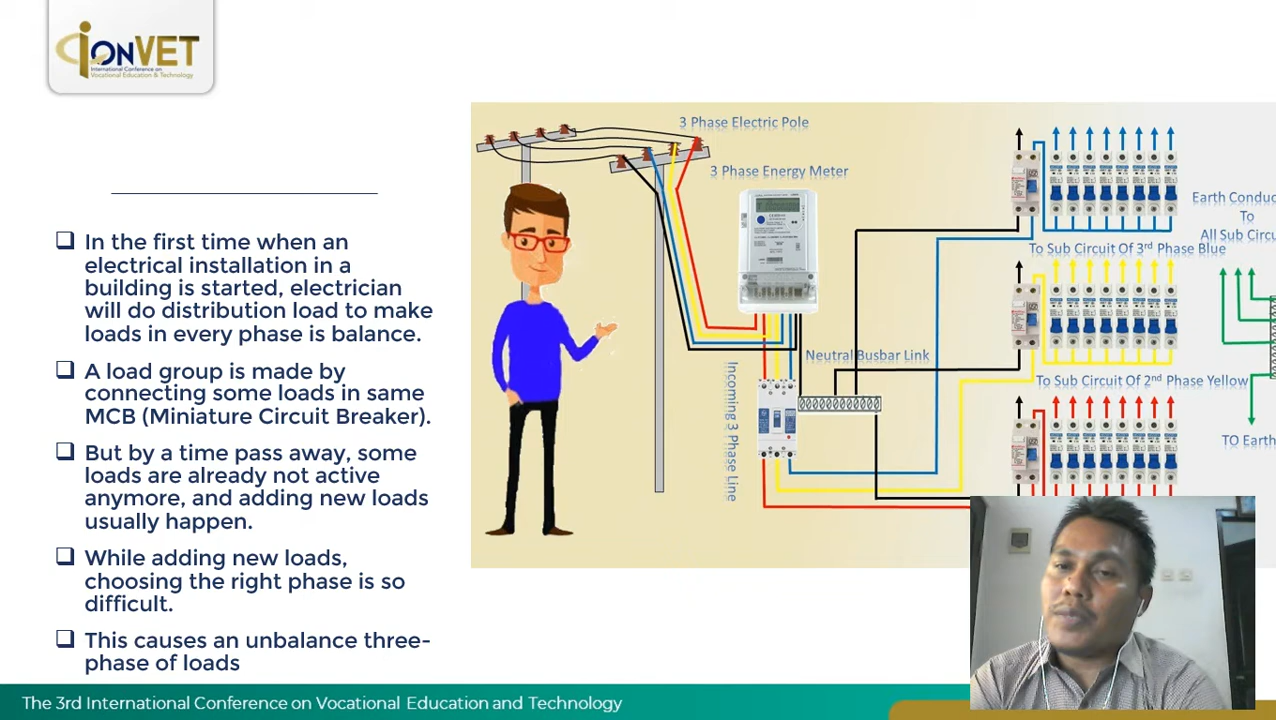 ionVET
International Conference on
Vocational Education & Technology
❑ In the first time when an
electrical installation in a
building is started, electrician
will do distribution load to make
loads in every phase is balance.
❑ A load group is made by
connecting some loads in same
MCB (Miniature Circuit Breaker).
❑ But by a time pass away, some
loads are already not active
anymore, and adding new loads
usually happen.
❑ While adding new loads,
choosing the right phase is so
difficult.
❑ This causes an unbalance three-
phase of loads
3 Phase Electric Pole
3 Phase Energy Meter
Neutral Busbar Link
Incoming 3 Phase Line
To Sub Circuit Of 3rd Phase Blue
To Sub Circuit Of 2nd Phase Yellow
Earth Conduc
To
All Sub Circu
TO Earth
The 3rd International Conference on Vocational Education and Technology